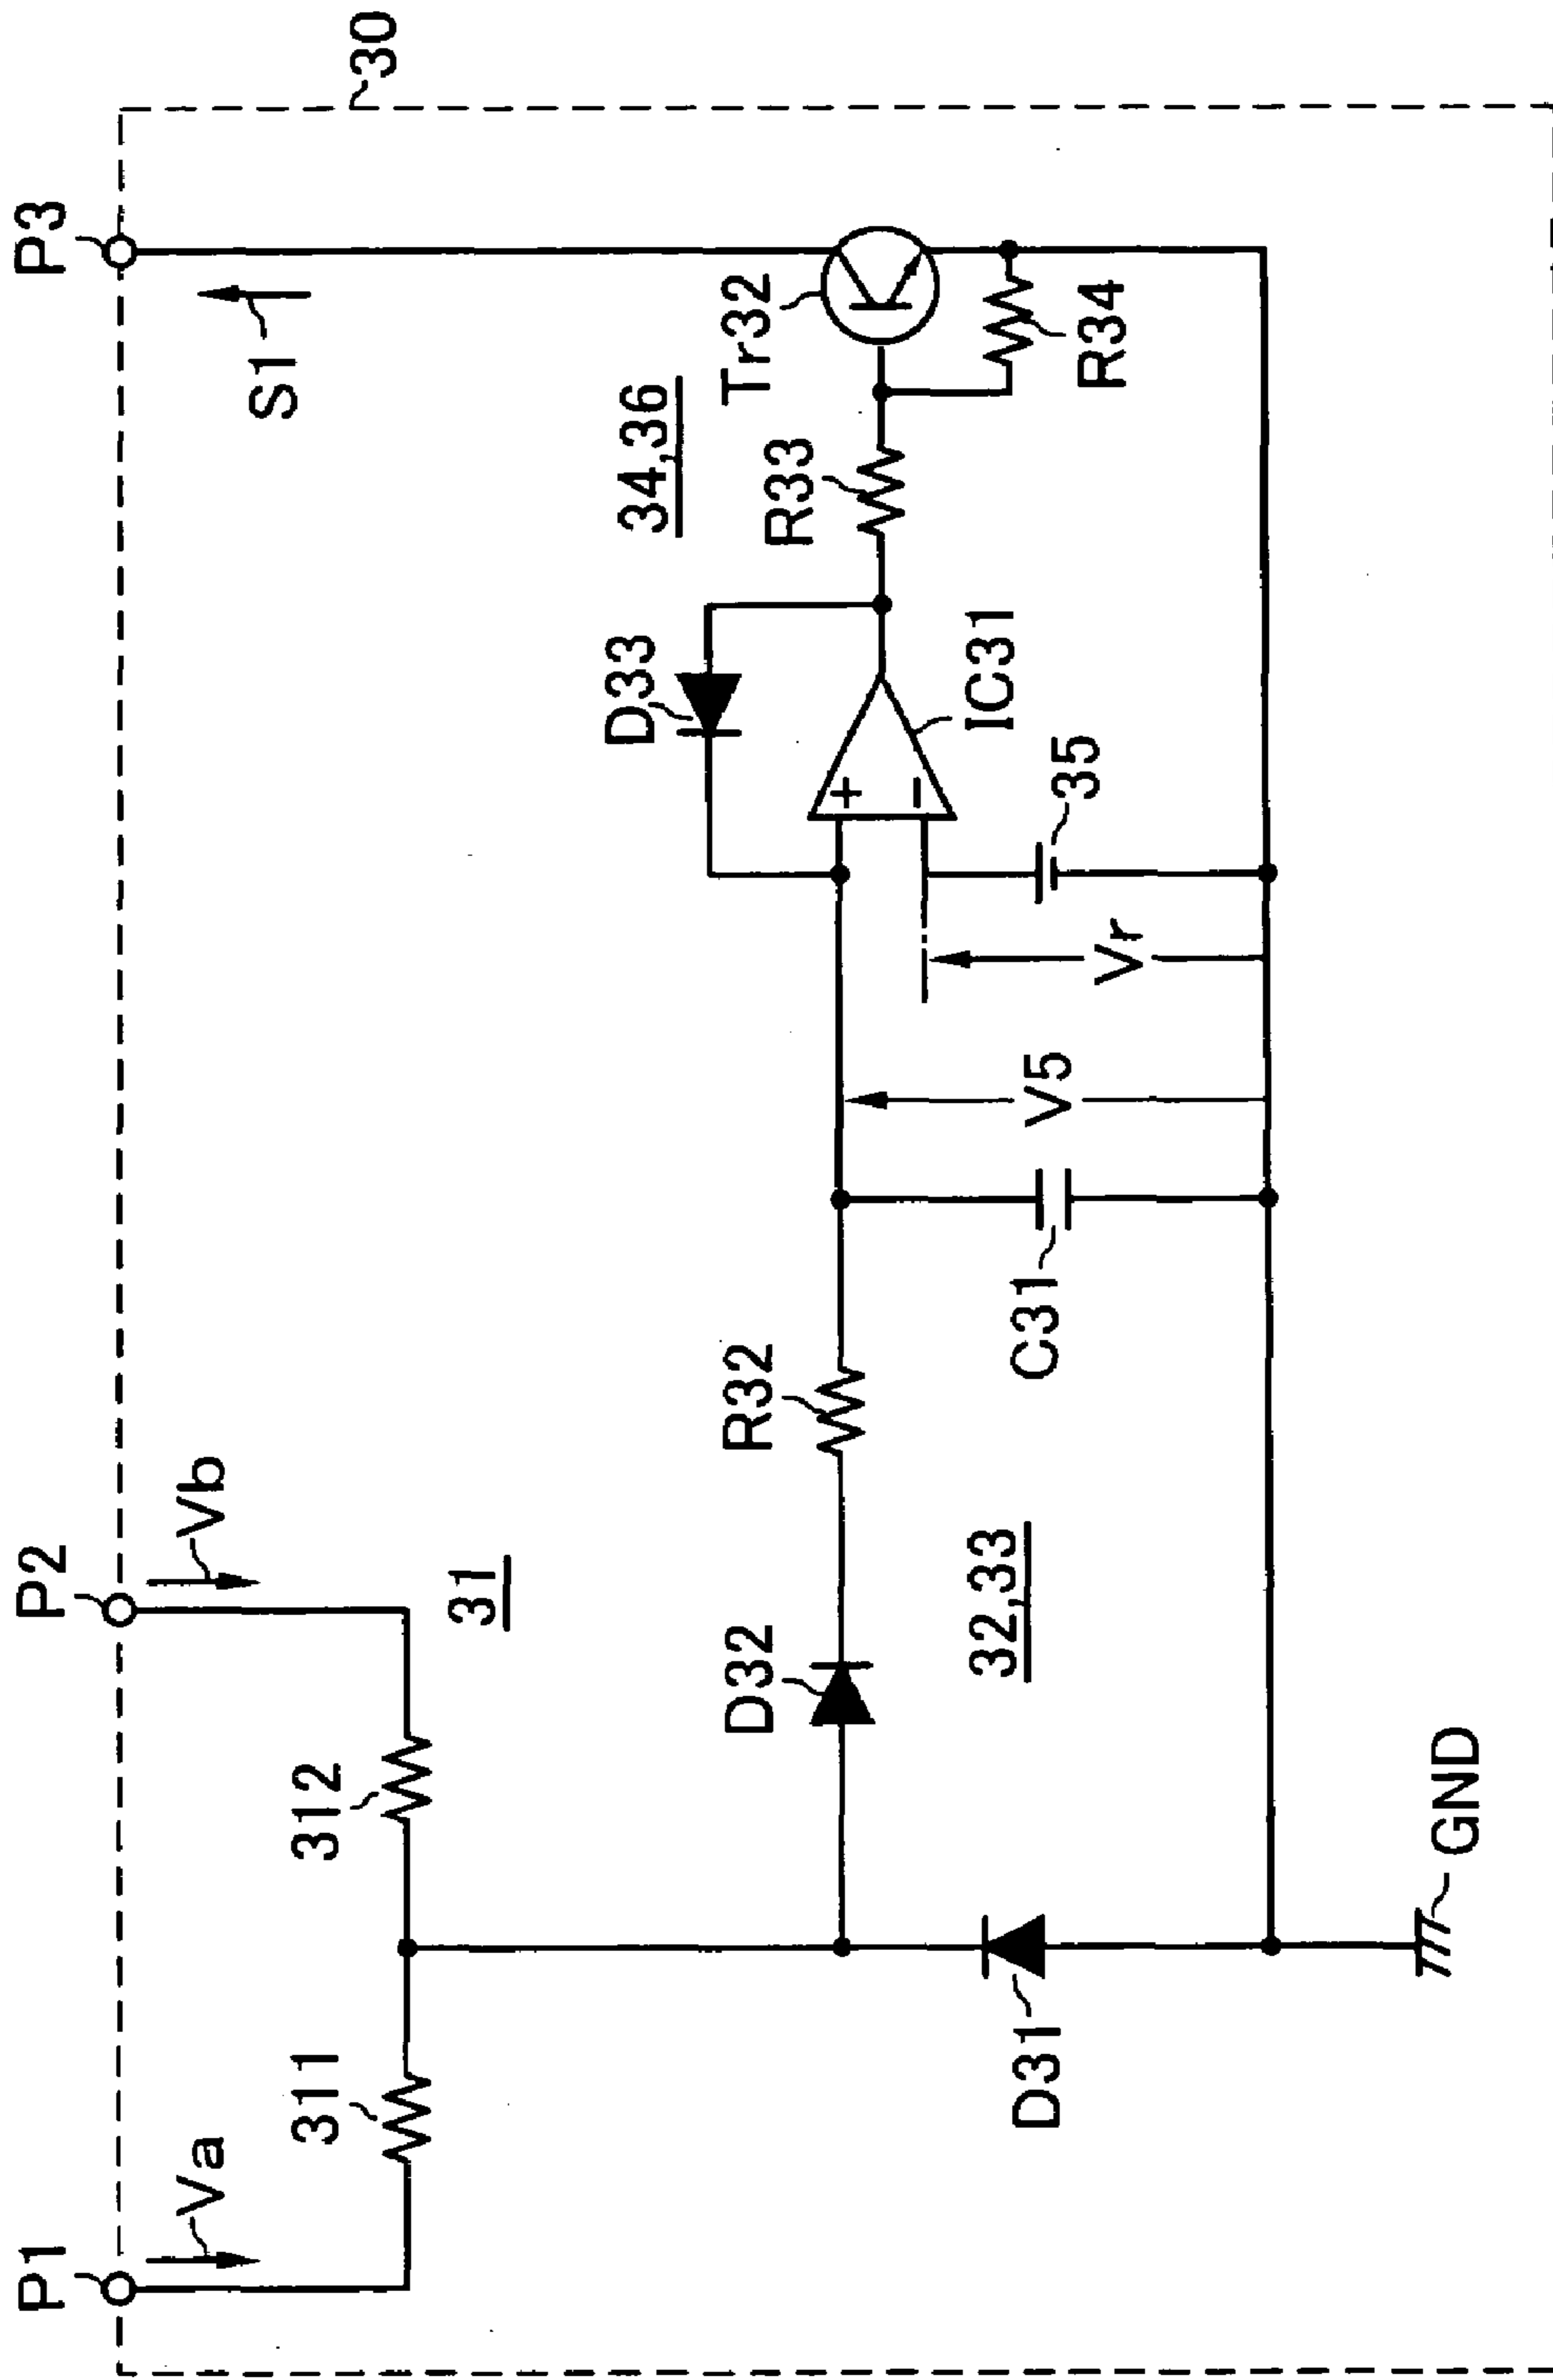 P1
P2
P3
~30
Va
Vb
S1
311
312
31
34,36
D33
Tr32
R33
D32
R32
IC31
R34
32,33
D31
C31
V5
Vr
35
+
−
GND